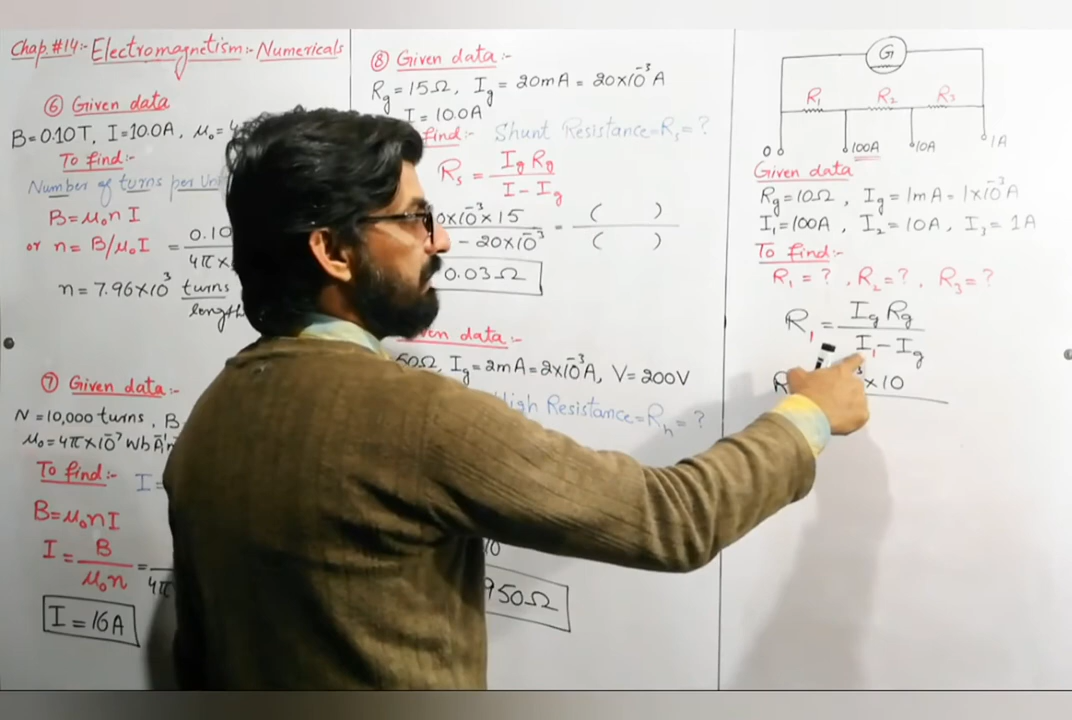 Chap.#14:- Electromagnetism:- Numericals
⑥ Given data
B=0.10T, I=10.0A, μ₀=
To find:-
Number of turns per
B=μ₀nI
or n= B/μ₀I = 0.10 / 4π×
n=7.96×10³ turns
length
⑦ Given data:-
N=10,000 turns, B
μ₀=4π×10⁻⁷ Wb A⁻¹
To find:- I=
B=μ₀nI
I = B / μ₀n =
4π
I=16A
⑧ Given data:-
Rg=15Ω, Ig=20mA=20×10⁻³A
I=10.0A
find:- Shunt Resistance=Rs=?
Rs = Ig Rg / I-Ig
0×10⁻³×15 / -20×10⁻³ = ( ) / ( )
0.03Ω
data:-
50Ω, Ig=2mA=2×10⁻³A, V=200V
High Resistance=Rh=?
10
950Ω
G
R₁ R₂ R₃
0 100A 10A 1A
Given data
Rg=10Ω, Ig=1mA=1×10⁻³A
I₁=100A, I₂=10A, I₃=1A
To find:-
R₁=?, R₂=?, R₃=?
R₁ = Ig Rg / I₁-Ig
R ×10